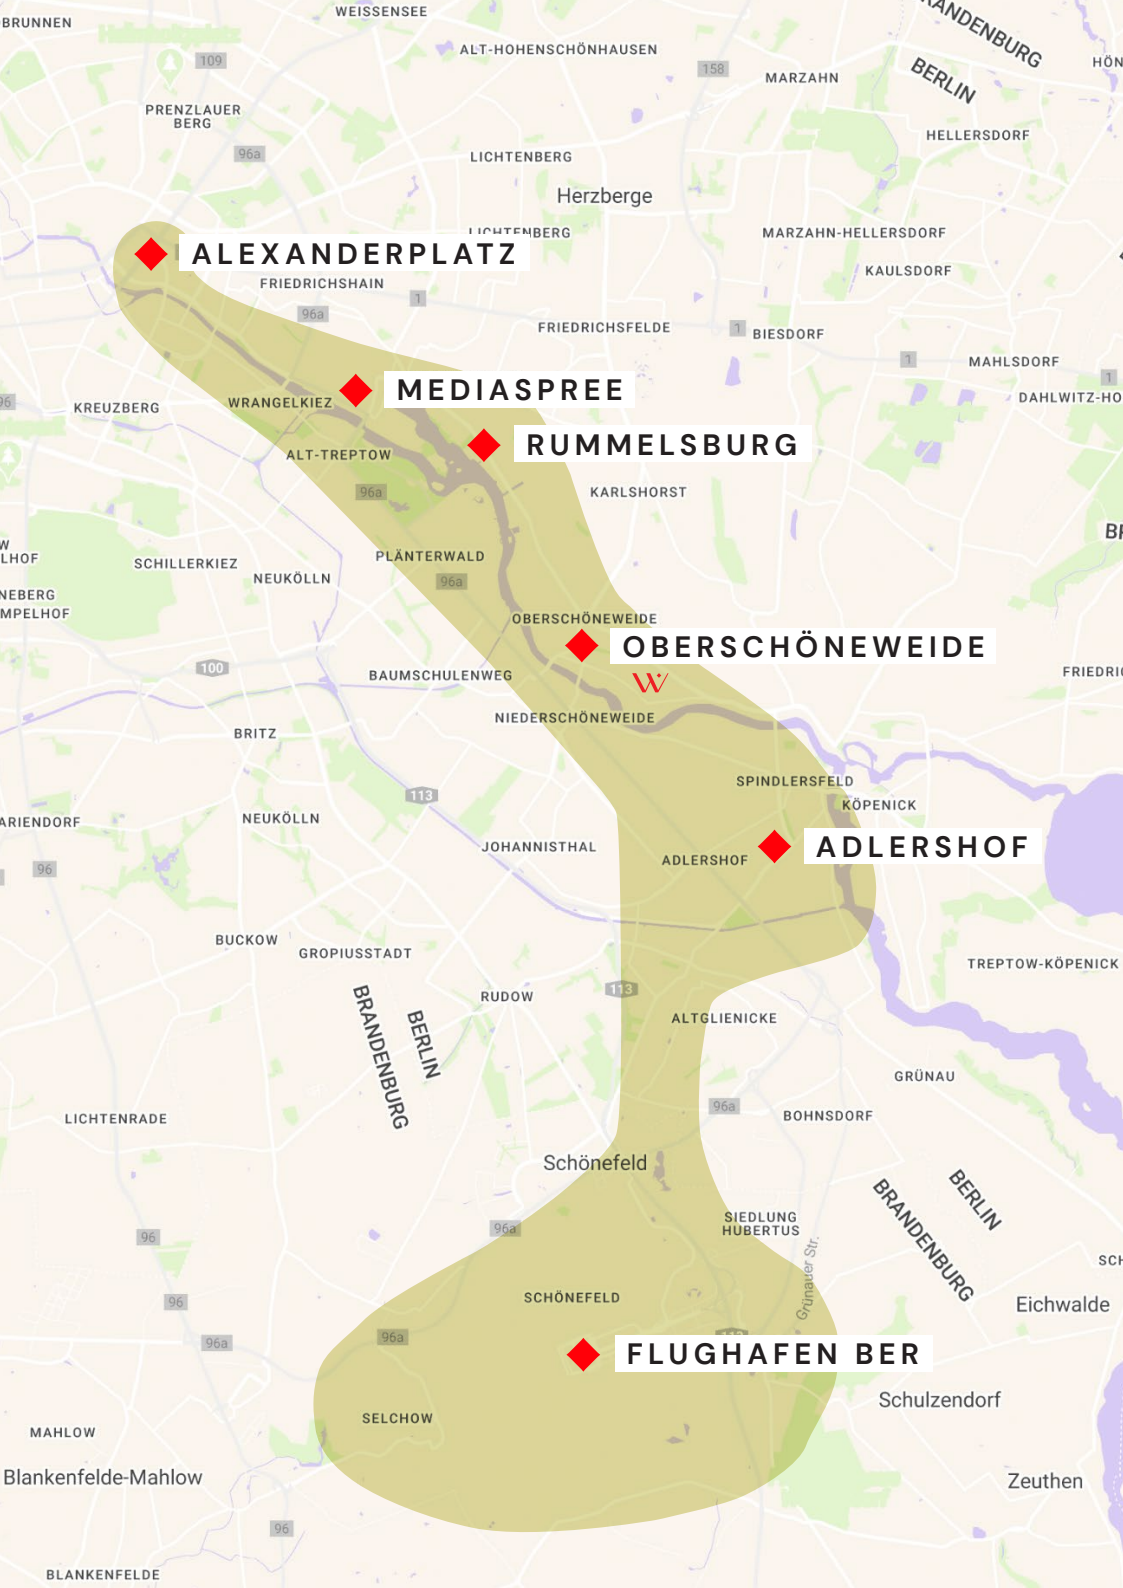 WEISSENSEE
BRUNNEN
ALT-HOHENSCHÖNHAUSEN
BRANDENBURG
BERLIN
109
158
MARZAHN
HÖN
PRENZLAUER
BERG
HELLERSDORF
96a
LICHTENBERG
Herzberge
LICHTENBERG
MARZAHN-HELLERSDORF
ALEXANDERPLATZ
KAULSDORF
FRIEDRICHSHAIN
1
96a
FRIEDRICHSFELDE
1
BIESDORF
1
MAHLSDORF
1
MEDIASPREE
DAHLWITZ-HO
96
KREUZBERG
WRANGELKIEZ
RUMMELSBURG
ALT-TREPTOW
96a
KARLSHORST
BR
W
LHOF
SCHILLERKIEZ
PLÄNTERWALD
NEUKÖLLN
96a
NEBERG
MPELHOF
OBERSCHÖNEWEIDE
OBERSCHÖNEWEIDE
100
BAUMSCHULENWEG
W
FRIEDRI
NIEDERSCHÖNEWEIDE
BRITZ
SPINDLERSFELD
113
KÖPENICK
ARIENDORF
NEUKÖLLN
JOHANNISTHAL
ADLERSHOF
ADLERSHOF
96
BUCKOW
GROPIUSSTADT
TREPTOW-KÖPENICK
RUDOW
113
BERLIN
BRANDENBURG
ALTGLIENICKE
GRÜNAU
LICHTENRADE
96a
BOHNSDORF
Schönefeld
BERLIN
BRANDENBURG
SIEDLUNG
HUBERTUS
96a
96
Grünauer Str.
SCH
SCHÖNEFELD
96
Eichwalde
96a
96a
FLUGHAFEN BER
Schulzendorf
SELCHOW
MAHLOW
Blankenfelde-Mahlow
Zeuthen
96
BLANKENFELDE